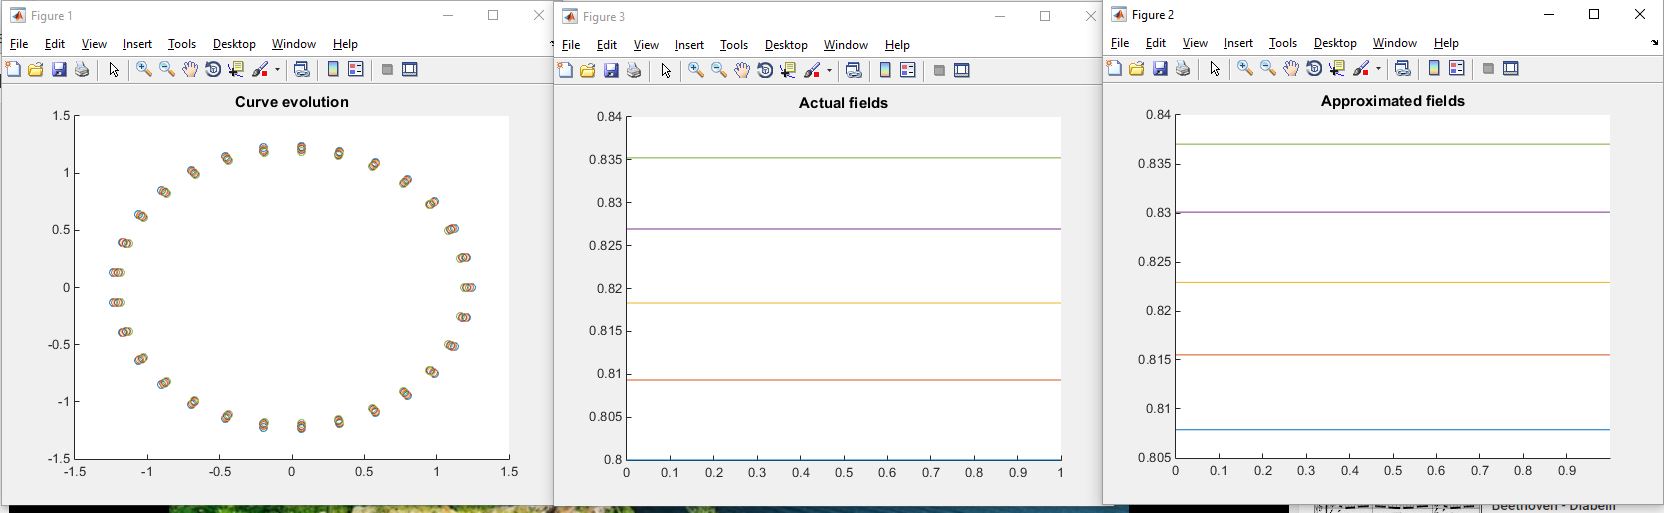 Figure 1
File Edit View Insert Tools Desktop Window Help
Curve evolution
1.5
1
0.5
0
-0.5
-1
-1.5
-1.5 -1 -0.5 0 0.5 1 1.5
Figure 3
File Edit View Insert Tools Desktop Window Help
Actual fields
0.84
0.835
0.83
0.825
0.82
0.815
0.81
0.805
0.8
0 0.1 0.2 0.3 0.4 0.5 0.6 0.7 0.8 0.9 1
Figure 2
File Edit View Insert Tools Desktop Window Help
Approximated fields
0.84
0.835
0.83
0.825
0.82
0.815
0.81
0.805
0 0.1 0.2 0.3 0.4 0.5 0.6 0.7 0.8 0.9
Beethoven - Diabelli